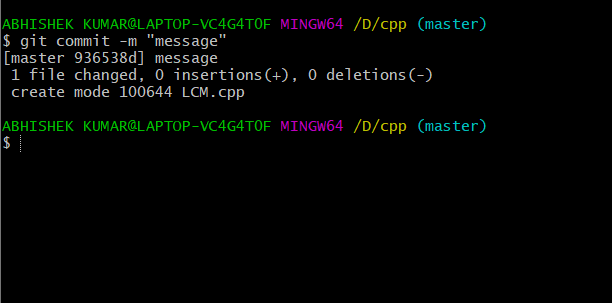 ABHISHEK KUMAR@LAPTOP-VC4G4T0F MINGW64 /D/cpp (master)
$ git commit -m "message"
[master 936538d] message
 1 file changed, 0 insertions(+), 0 deletions(-)
 create mode 100644 LCM.cpp
ABHISHEK KUMAR@LAPTOP-VC4G4T0F MINGW64 /D/cpp (master)
$